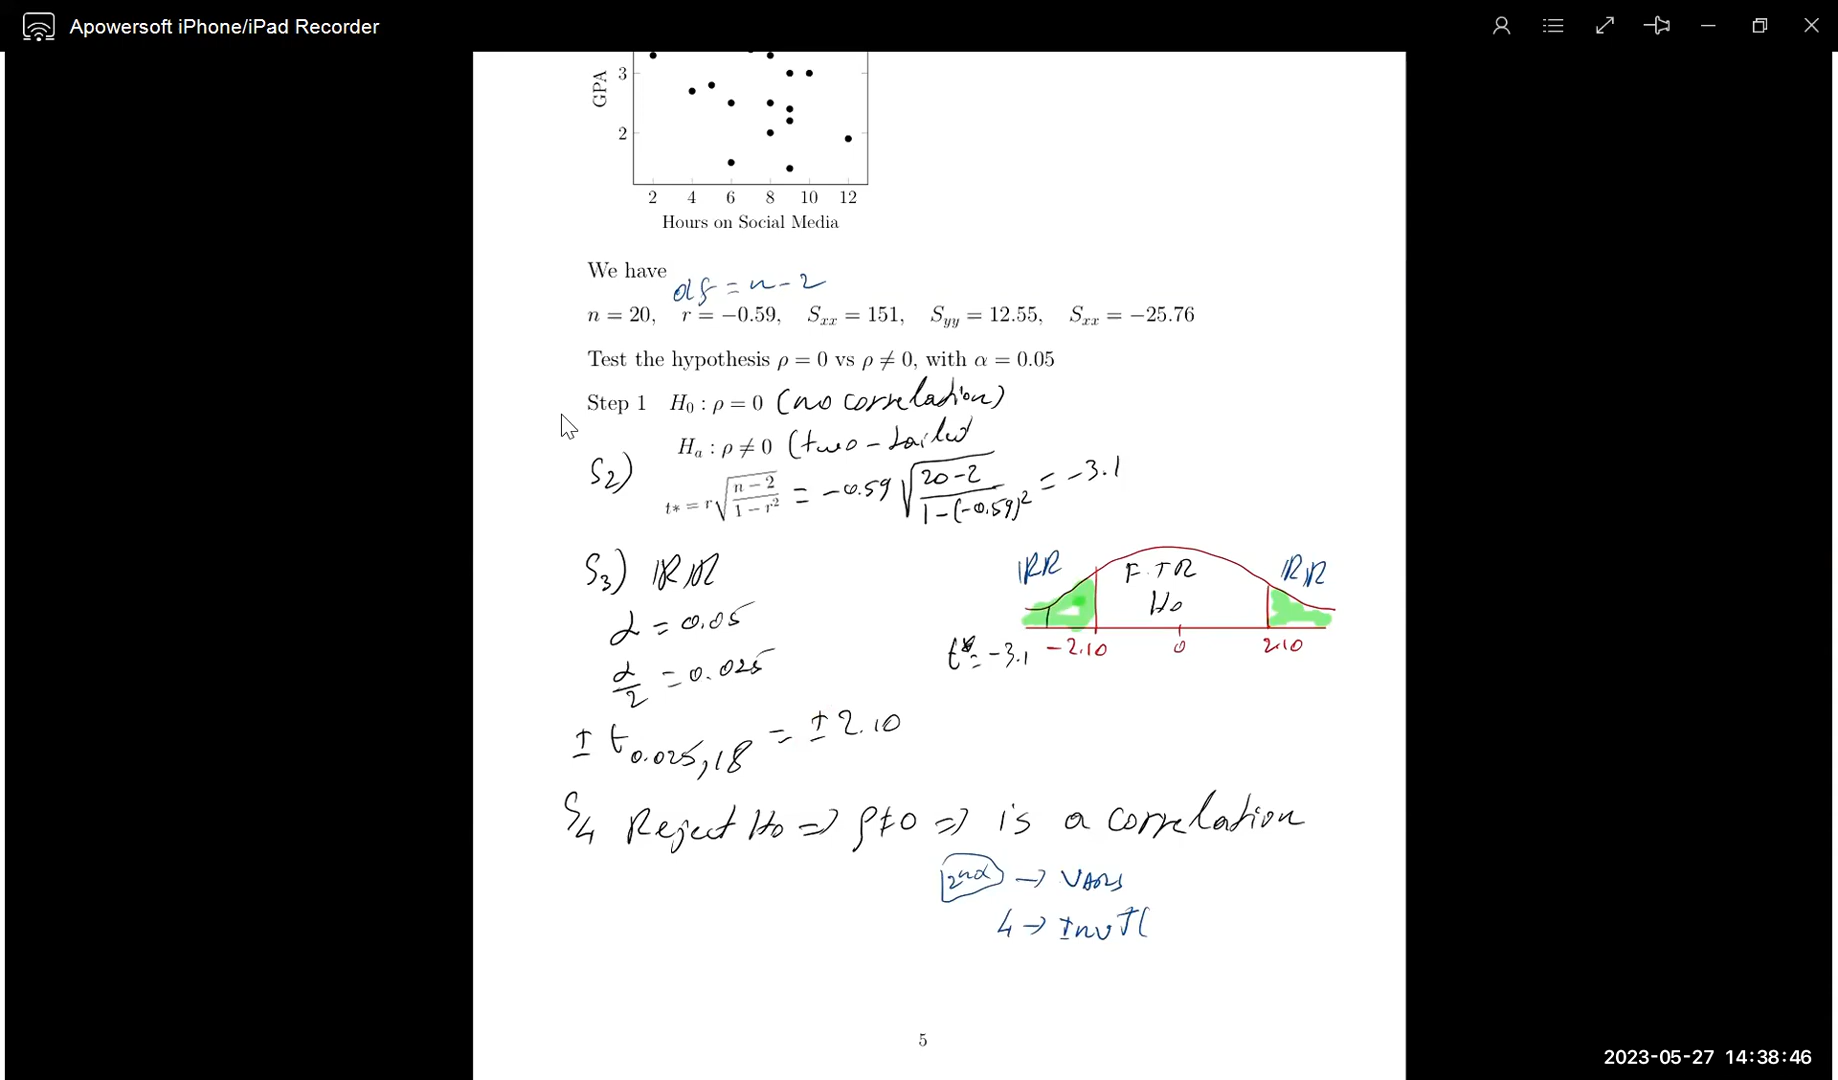 Apowersoft iPhone/iPad Recorder
GPA
3
2
2 4 6 8 10 12
Hours on Social Media
We have
df = n - 2
n = 20, r = −0.59, Sxx = 151, Syy = 12.55, Sxx = −25.76
Test the hypothesis ρ = 0 vs ρ ≠ 0, with α = 0.05
Step 1 H₀ : ρ = 0 (no correlation)
Hₐ : ρ ≠ 0 (two-tailed
S2)
t* = r√((n − 2)/(1 − r²)) = -0.59 √((20-2)/(1-(-0.59)²) = -3.1
S3) RR
RR F.TR H₀ RR
α = 0.05
t* = -3.1 -2.10 0 2.10
α/2 = 0.025
± t0.025,18 = ± 2.10
S4 Reject H₀ => ρ≠0 => is a correlation
2nd → VARS
4 → InvT(
5
2023-05-27 14:38:46